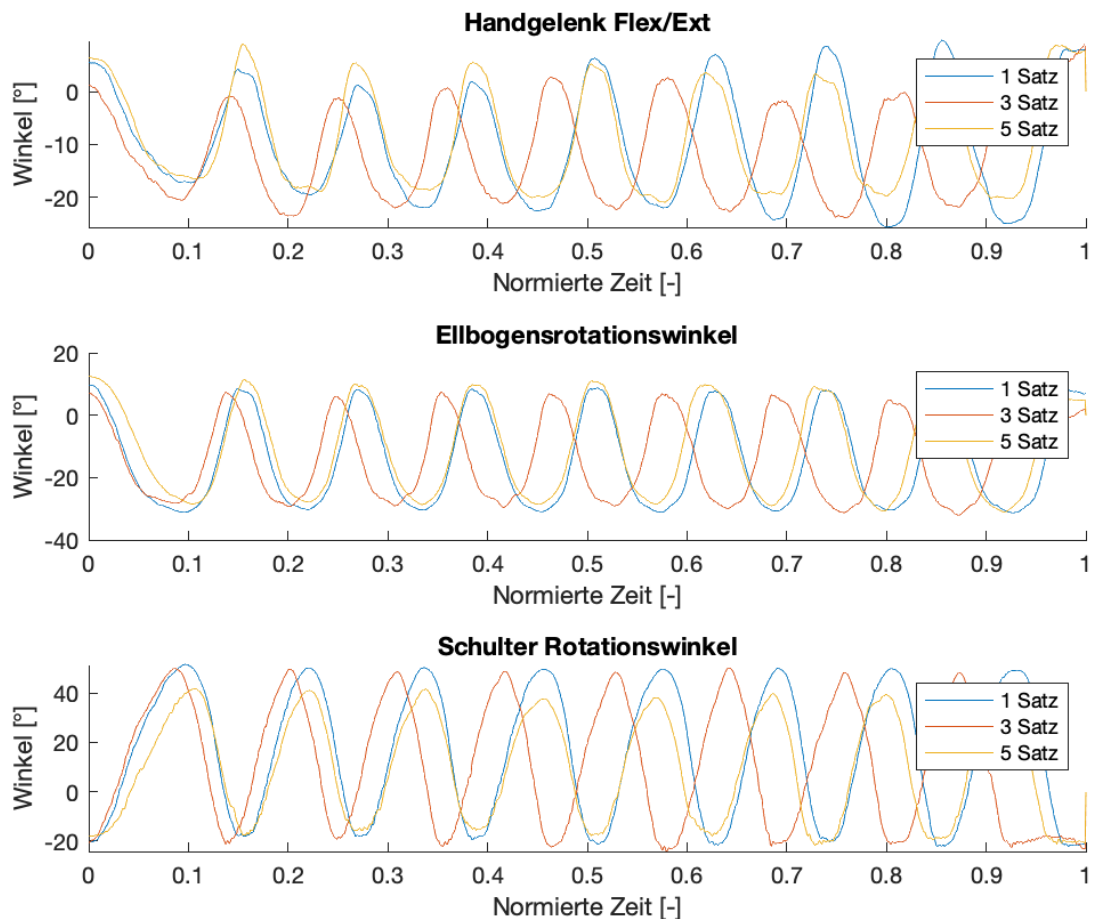 Handgelenk Flex/Ext
Winkel [°]
0
-10
-20
1 Satz
3 Satz
5 Satz
0 0.1 0.2 0.3 0.4 0.5 0.6 0.7 0.8 0.9 1
Normierte Zeit [-]
Ellbogensrotationswinkel
Winkel [°]
20
0
-20
-40
1 Satz
3 Satz
5 Satz
0 0.1 0.2 0.3 0.4 0.5 0.6 0.7 0.8 0.9 1
Normierte Zeit [-]
Schulter Rotationswinkel
Winkel [°]
40
20
0
-20
1 Satz
3 Satz
5 Satz
0 0.1 0.2 0.3 0.4 0.5 0.6 0.7 0.8 0.9 1
Normierte Zeit [-]